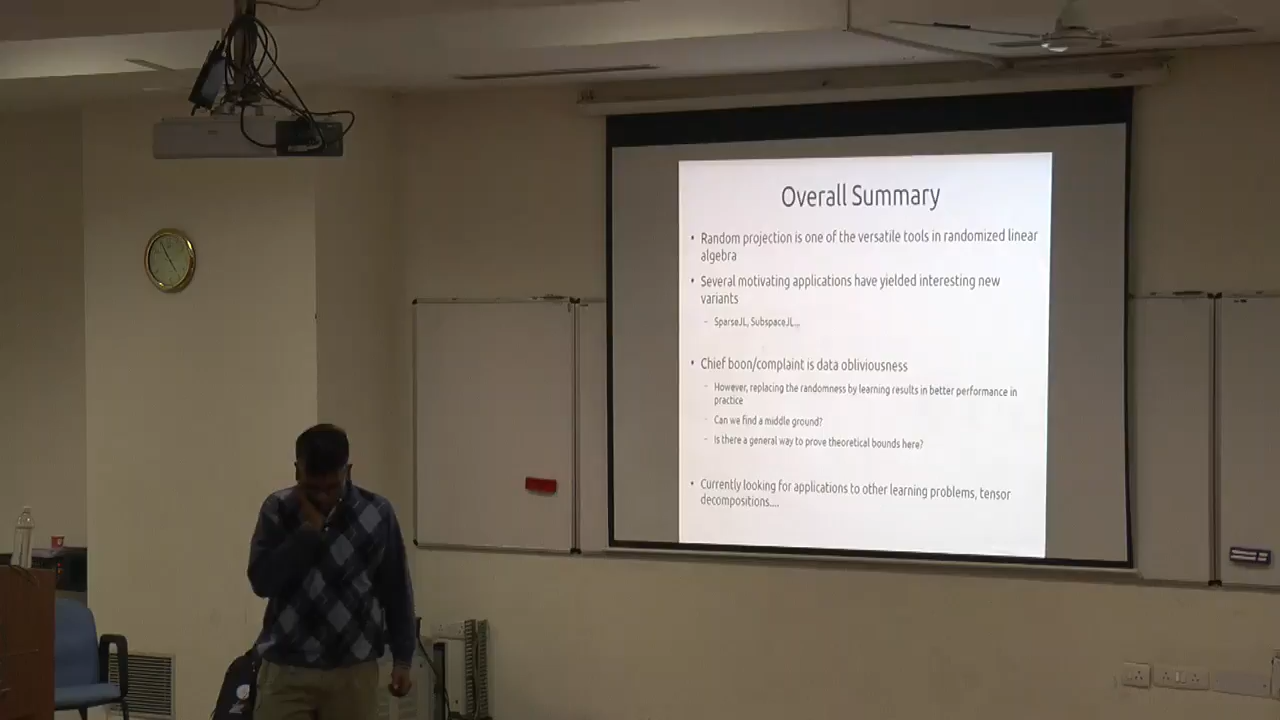 Overall Summary
• Random projection is one of the versatile tools in randomized linear
algebra
• Several motivating applications have yielded interesting new
variants
- SparseJL, SubspaceJL...
• Chief boon/complaint is data obliviousness
- However, replacing the randomness by learning results in better performance in
practice
- Can we find a middle ground?
- Is there a general way to prove theoretical bounds here?
• Currently looking for applications to other learning problems, tensor
decompositions....